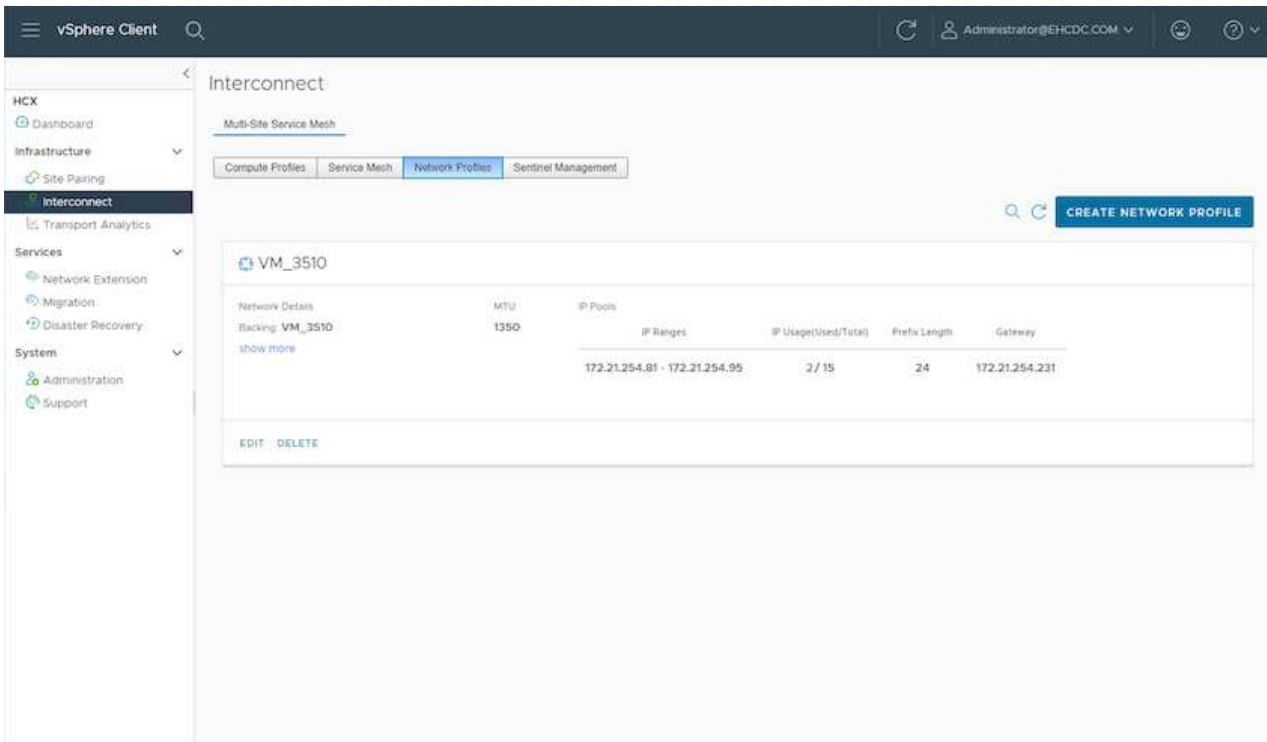 vSphere Client
Administrator@EHCDC.COM
Interconnect
HCX
Dashboard
Multi-Site Service Mesh
Infrastructure
Compute Profiles Service Mesh Network Profiles Sentinel Management
Site Pairing
Interconnect
CREATE NETWORK PROFILE
Transport Analytics
Services
VM_3510
Network Extension
Migration
Network Details MTU IP Pools
Disaster Recovery
Backing: VM_3510 1350 IP Ranges IP Usage(Used/Total) Prefix Length Gateway
show more
System
172.21.254.81 - 172.21.254.95 2/ 15 24 172.21.254.231
Administration
Support
EDIT DELETE